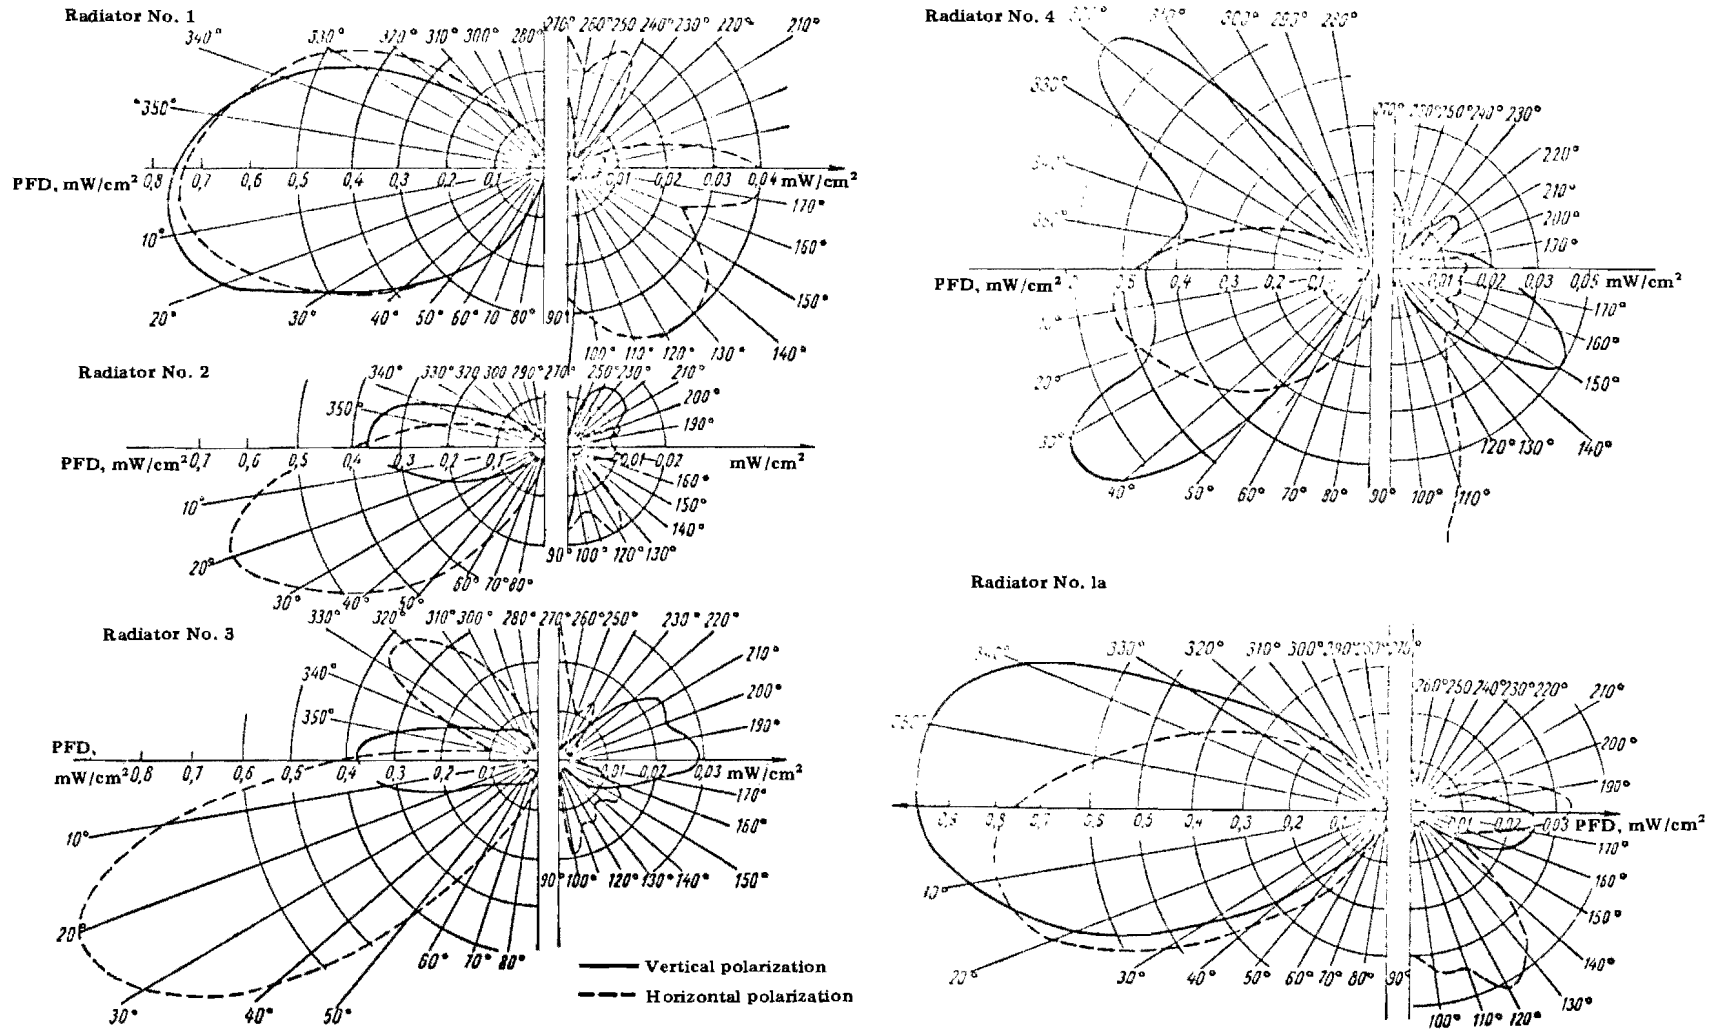 Radiator No. 1
340° 330° 320° 310° 300° 280° 260° 250 240° 230° 220° 210°
350°
0,8 0,7 0,6 0,5 0,4 0,3 0,2 0,1 0,01 0,02 0,03 0,04 mW/cm²
PFD, mW/cm²
10° 170°
160°
150°
20° 30° 40° 50° 60° 70 80° 90°
100° 110° 120° 130° 140°
Radiator No. 2
340° 330° 320 300 290° 270° 250° 230° 210°
350° 200°
190°
PFD, mW/cm² 0,7 0,6 0,5 0,4 0,3 0,2 0,1 0,01 0,02 mW/cm²
10° 160°
150°
140°
20° 90° 100° 120° 130°
30° 40° 50° 60° 70° 80°
Radiator No. 3
330° 320° 310° 300° 280° 270° 260° 250° 230° 220°
340° 210°
350° 200°
190°
PFD,
mW/cm² 0,8 0,7 0,6 0,5 0,4 0,3 0,2 0,1 0,01 0,02 0,03 mW/cm²
170°
10° 160°
90° 100° 120° 130° 140° 150°
20°
60° 70° 80°
30° 40° 50°
Vertical polarization
Horizontal polarization
Radiator No. 4
320° 310° 300° 290° 280°
330°
270° 250° 240° 230°
340° 220°
210°
200°
PFD, mW/cm² 0,4 0,3 0,2 0,1 0,01 0,02 0,03 0,05 mW/cm²
10° 170°
160°
20° 150°
30° 120° 130° 140°
40° 50° 60° 70° 80° 90° 100° 110°
Radiator No. 1a
340° 330° 320° 310° 300° 290° 270°
260° 250 240° 230° 220° 210°
200°
190°
0,8 0,7 0,5 0,4 0,3 0,2 0,1 0,01 0,02 0,03 PFD, mW/cm²
170°
10° 160°
150°
20° 30° 40° 50° 60° 70° 80° 90° 140°
130°
100° 110° 120°